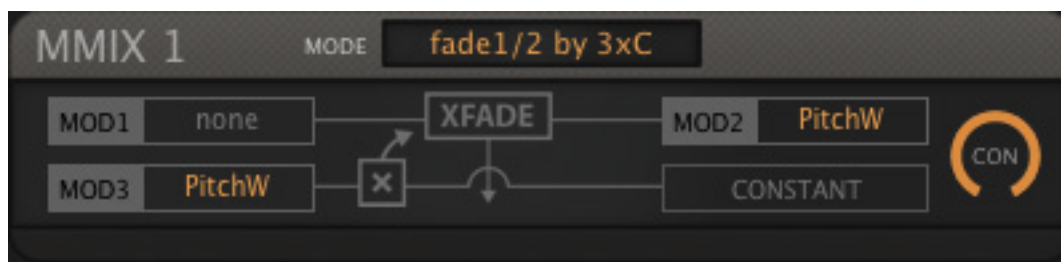 MMIX 1 MODE fade1/2 by 3xC
MOD1 none XFADE MOD2 PitchW
CON
MOD3 PitchW × CONSTANT